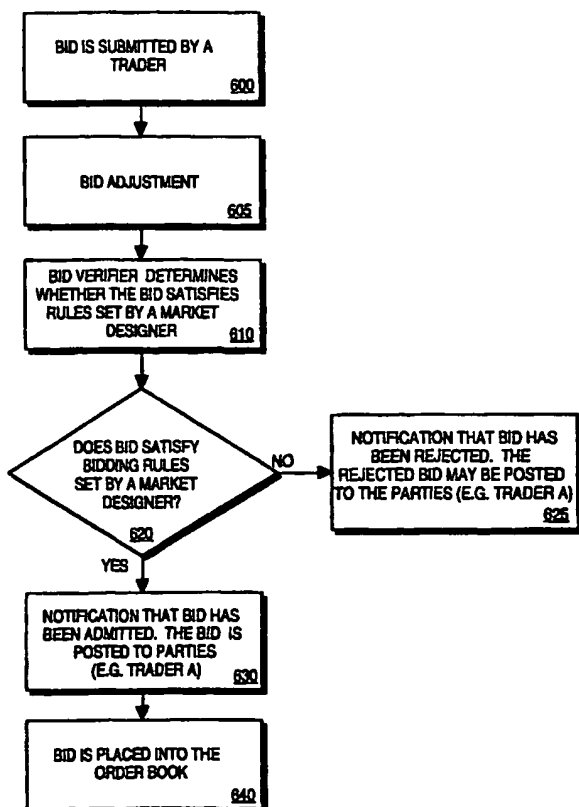 BID IS SUBMITTED BY A
TRADER
600
BID ADJUSTMENT
605
BID VERIFIER DETERMINES
WHETHER THE BID SATISFIES
RULES SET BY A MARKET
DESIGNER
610
DOES BID SATISFY
BIDDING RULES
SET BY A MARKET
DESIGNER?
620
NO
NOTIFICATION THAT BID HAS
BEEN REJECTED. THE
REJECTED BID MAY BE POSTED
TO THE PARTIES (E.G. TRADER A)
625
YES
NOTIFICATION THAT BID HAS
BEEN ADMITTED. THE BID IS
POSTED TO PARTIES
(E.G. TRADER A)
630
BID IS PLACED INTO THE
ORDER BOOK
640